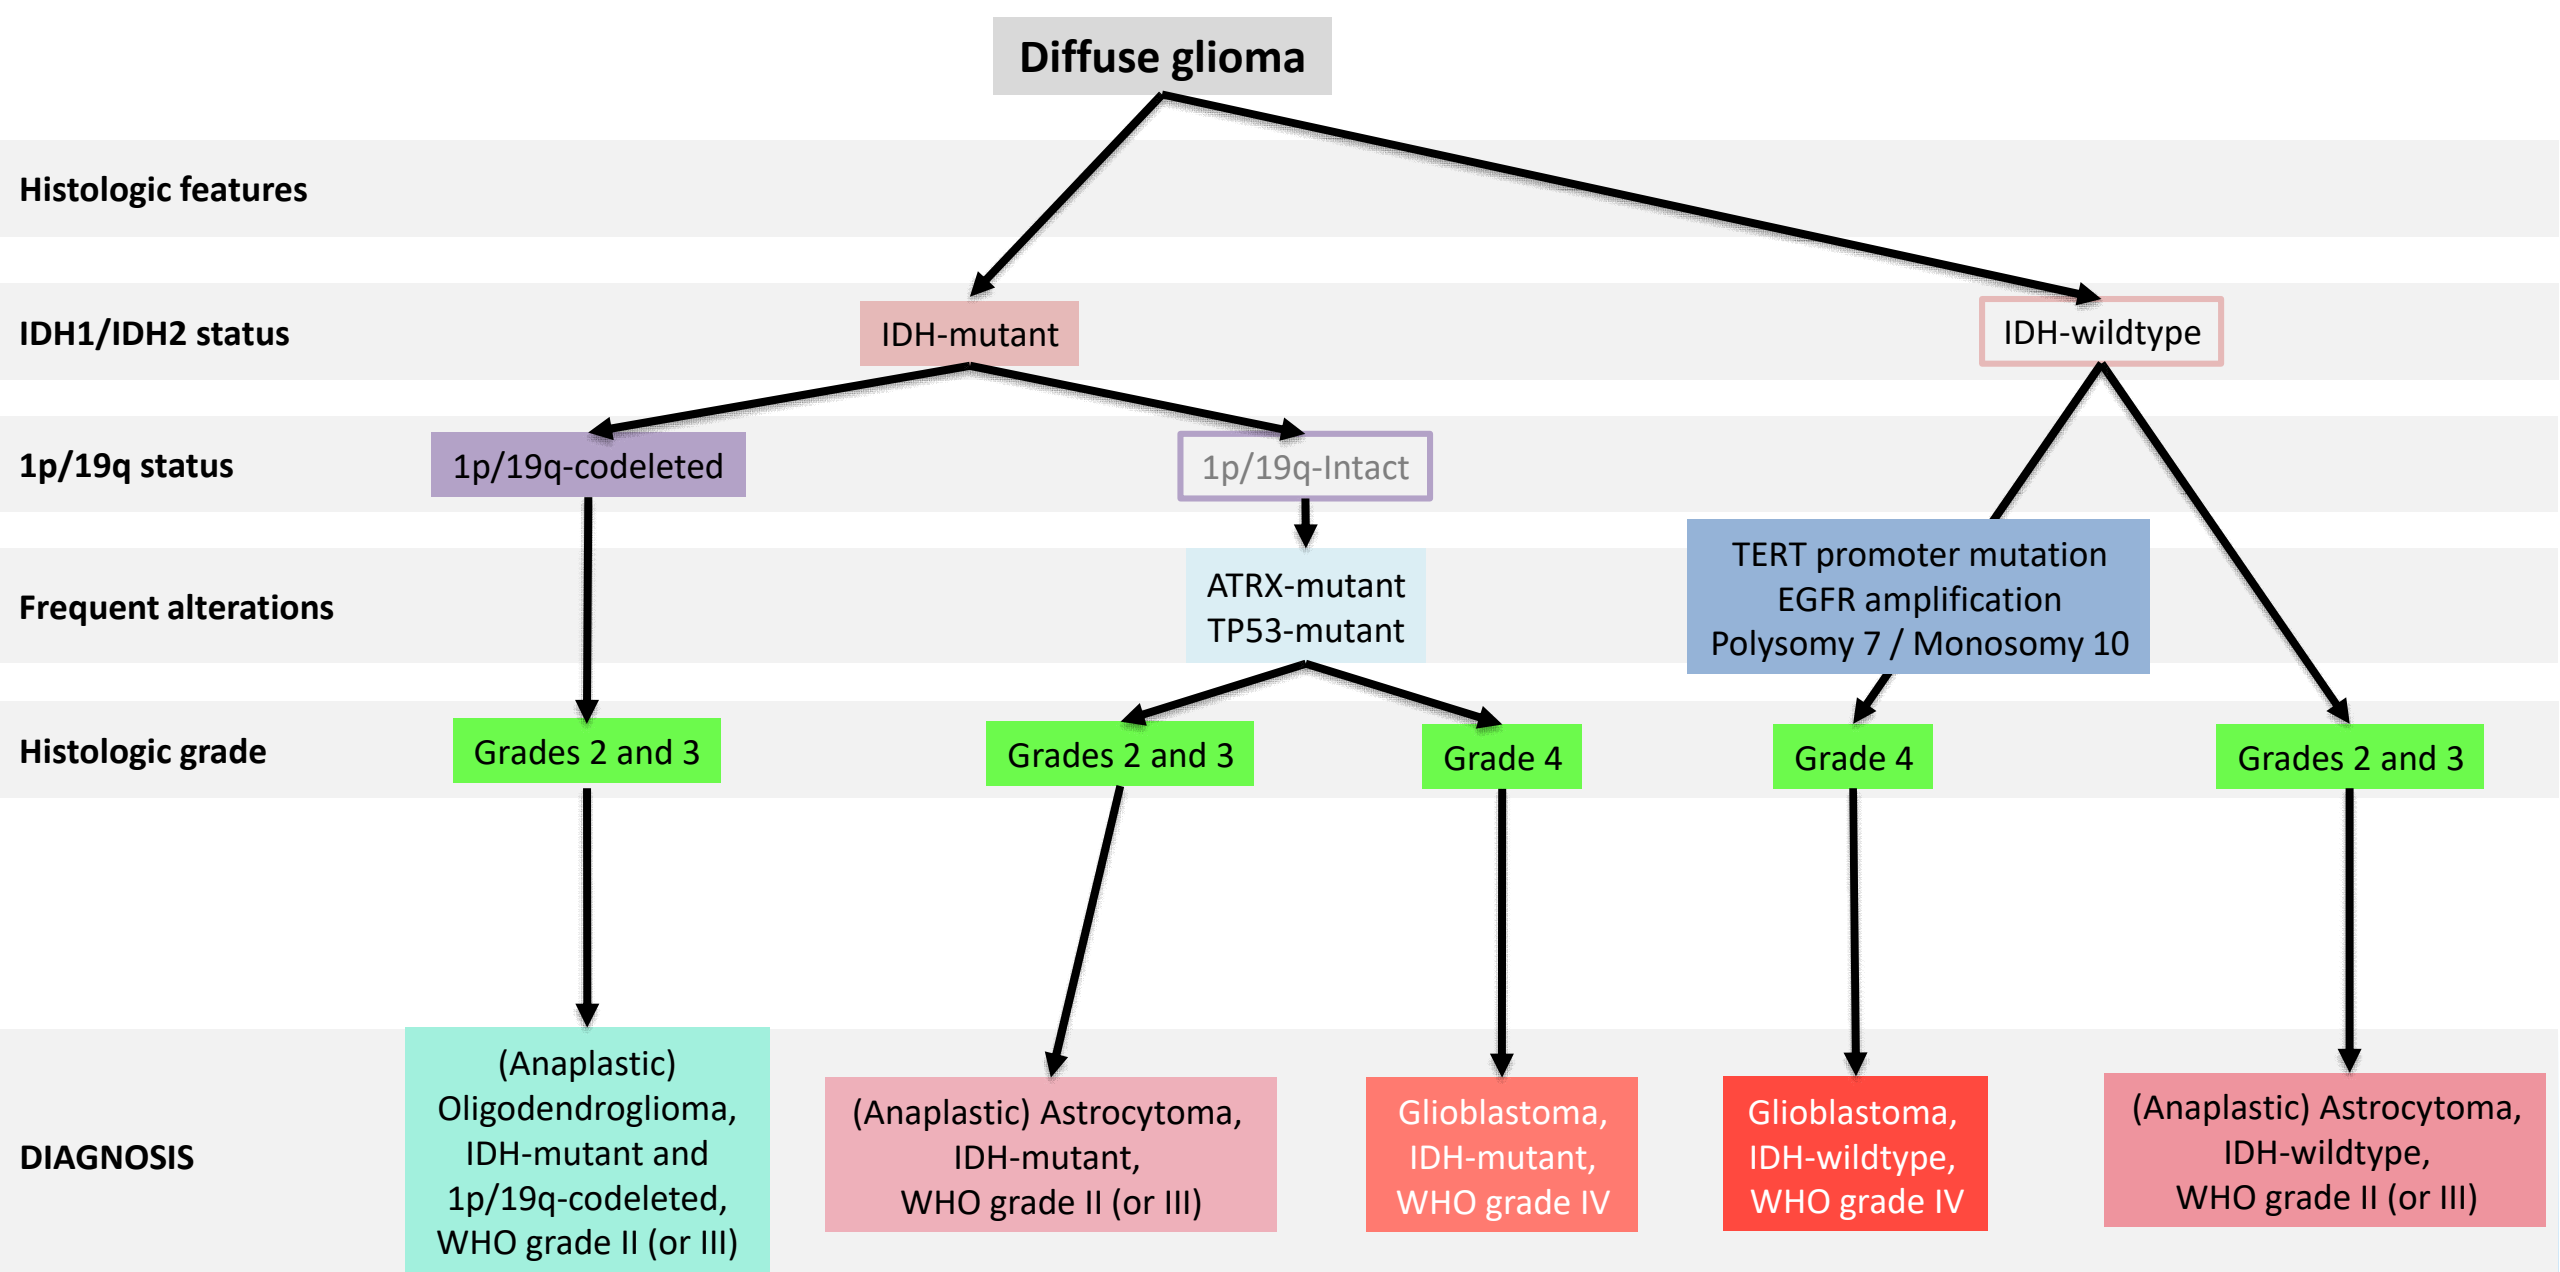 Diffuse glioma
Histologic features
IDH1/IDH2 status
IDH-mutant
IDH-wildtype
1p/19q status
1p/19q-codeleted
1p/19q-Intact
Frequent alterations
ATRX-mutant
TP53-mutant
TERT promoter mutation
EGFR amplification
Polysomy 7 / Monosomy 10
Histologic grade
Grades 2 and 3
Grades 2 and 3
Grade 4
Grade 4
Grades 2 and 3
DIAGNOSIS
(Anaplastic)
Oligodendroglioma,
IDH-mutant and
1p/19q-codeleted,
WHO grade II (or III)
(Anaplastic) Astrocytoma,
IDH-mutant,
WHO grade II (or III)
Glioblastoma,
IDH-mutant,
WHO grade IV
Glioblastoma,
IDH-wildtype,
WHO grade IV
(Anaplastic) Astrocytoma,
IDH-wildtype,
WHO grade II (or III)